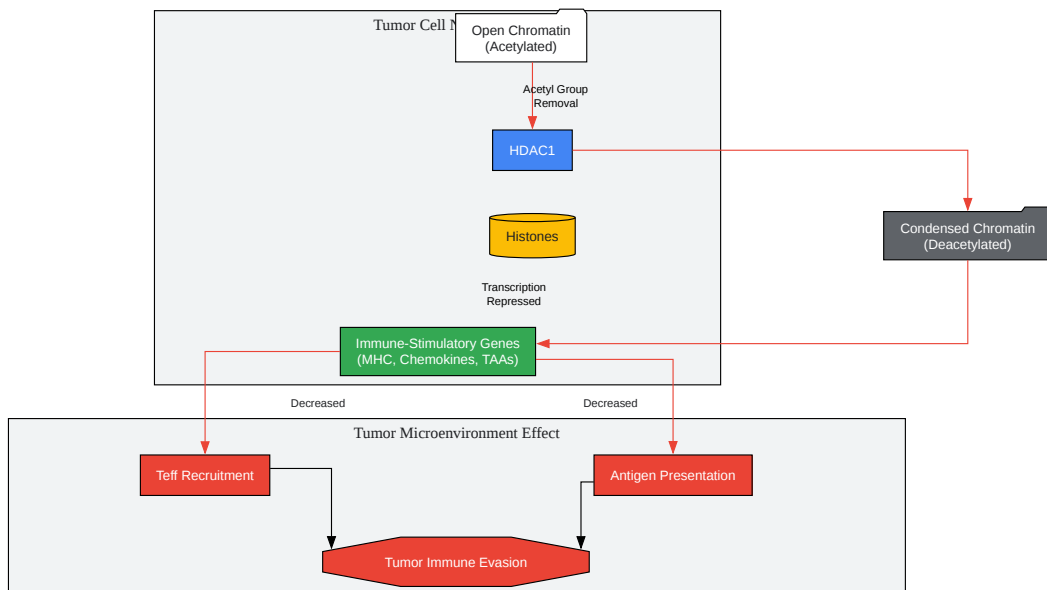 Tumor Cell
Open Chromatin
(Acetylated)
Acetyl Group
Removal
HDAC1
Histones
Condensed Chromatin
(Deacetylated)
Transcription
Repressed
Immune-Stimulatory Genes
(MHC, Chemokines, TAAs)
Decreased
Decreased
Tumor Microenvironment Effect
Teff Recruitment
Antigen Presentation
Tumor Immune Evasion